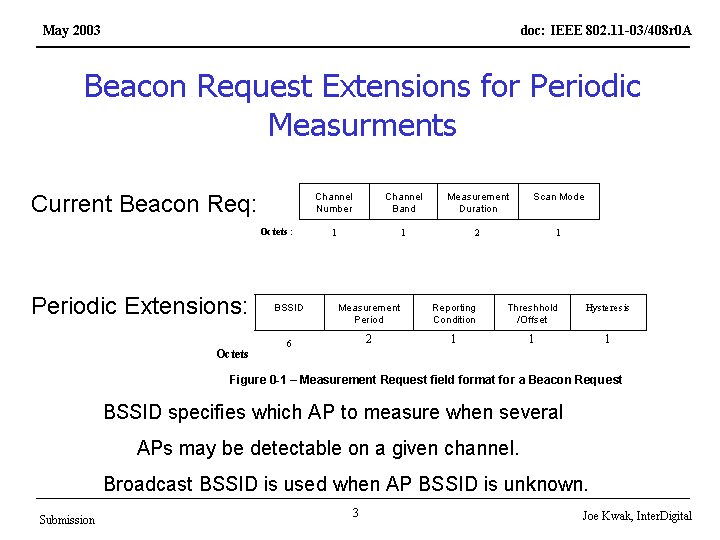 May 2003 doc: IEEE 802.11-03/408r0A
Beacon Request Extensions for Periodic
Measurments
Current Beacon Req:
Channel Number Channel Band Measurement Duration Scan Mode
Octets : 1 1 2 1
Periodic Extensions:
BSSID Measurement Period Reporting Condition Threshhold /Offset Hysteresis
Octets 6 2 1 1 1
Figure 0-1 – Measurement Request field format for a Beacon Request
BSSID specifies which AP to measure when several
APs may be detectable on a given channel.
Broadcast BSSID is used when AP BSSID is unknown.
Submission 3 Joe Kwak, InterDigital